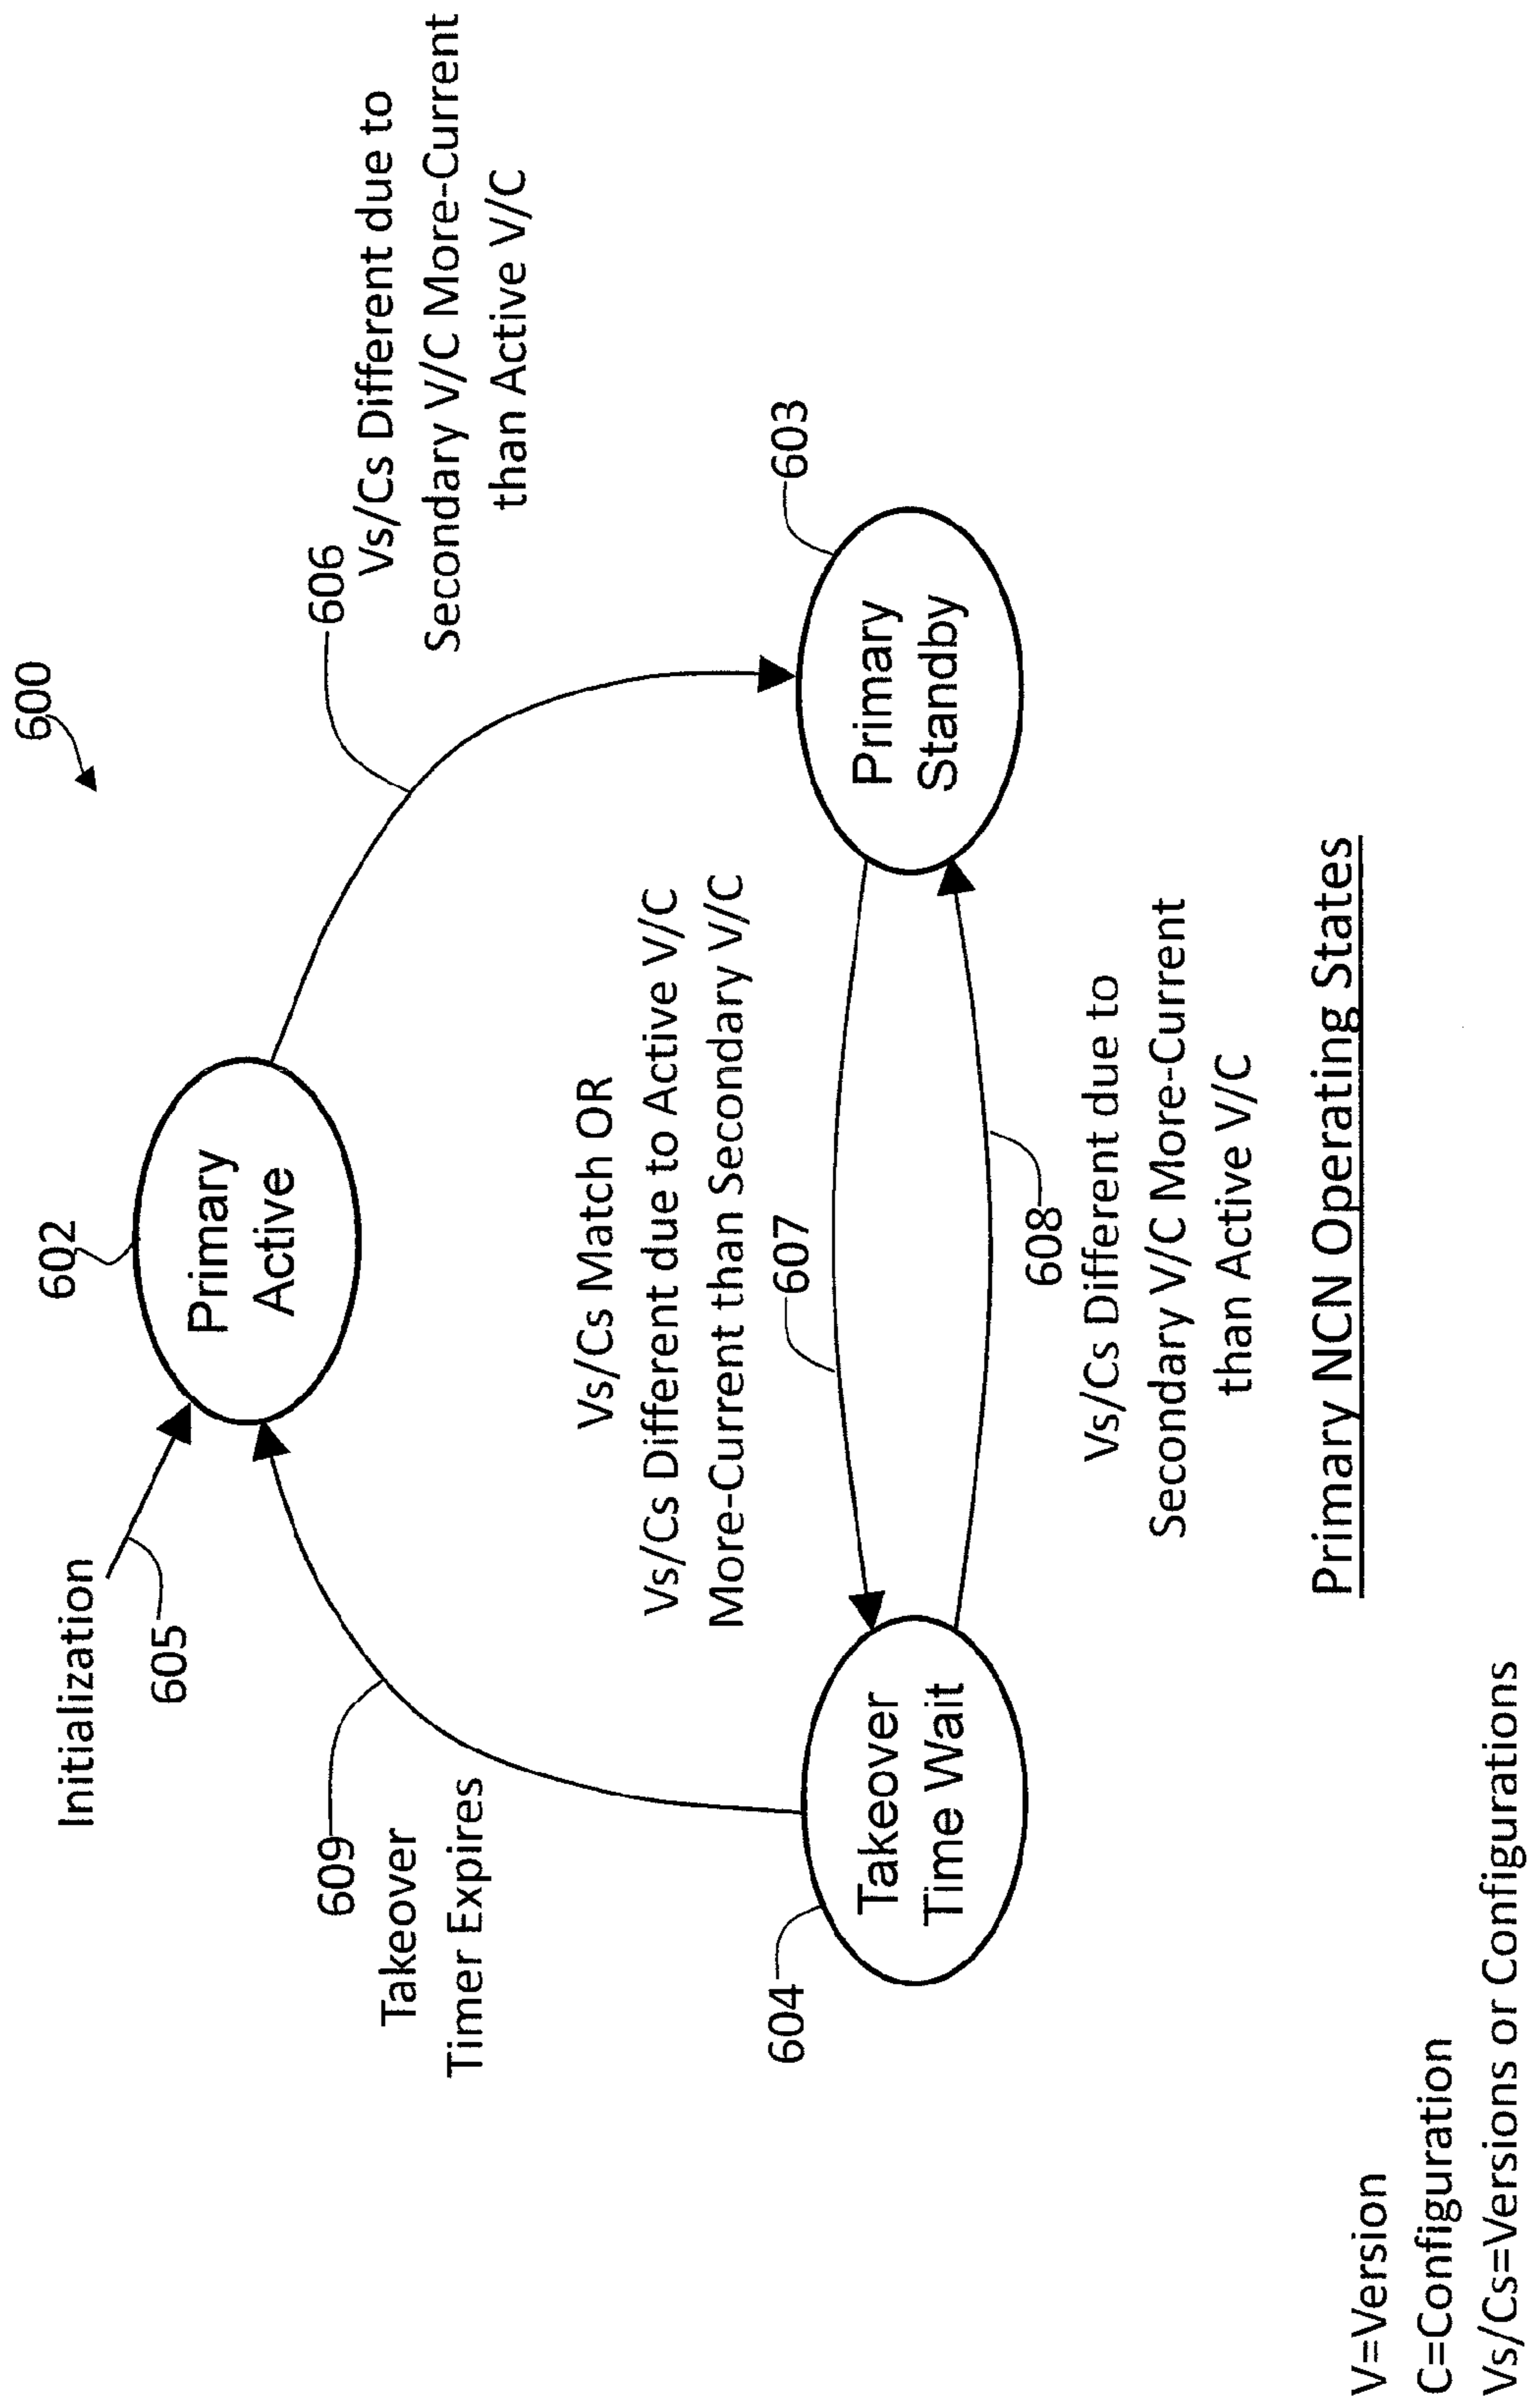 600
Initialization
605
602
Primary
Active
606
Vs/Cs Different due to
Secondary V/C More-Current
than Active V/C
609
Takeover
Timer Expires
Vs/Cs Match OR
Vs/Cs Different due to Active V/C
More-Current than Secondary V/C
607
604
Takeover
Time Wait
603
Primary
Standby
608
Vs/Cs Different due to
Secondary V/C More-Current
than Active V/C
Primary NCN Operating States
V=Version
C=Configuration
Vs/Cs=Versions or Configurations